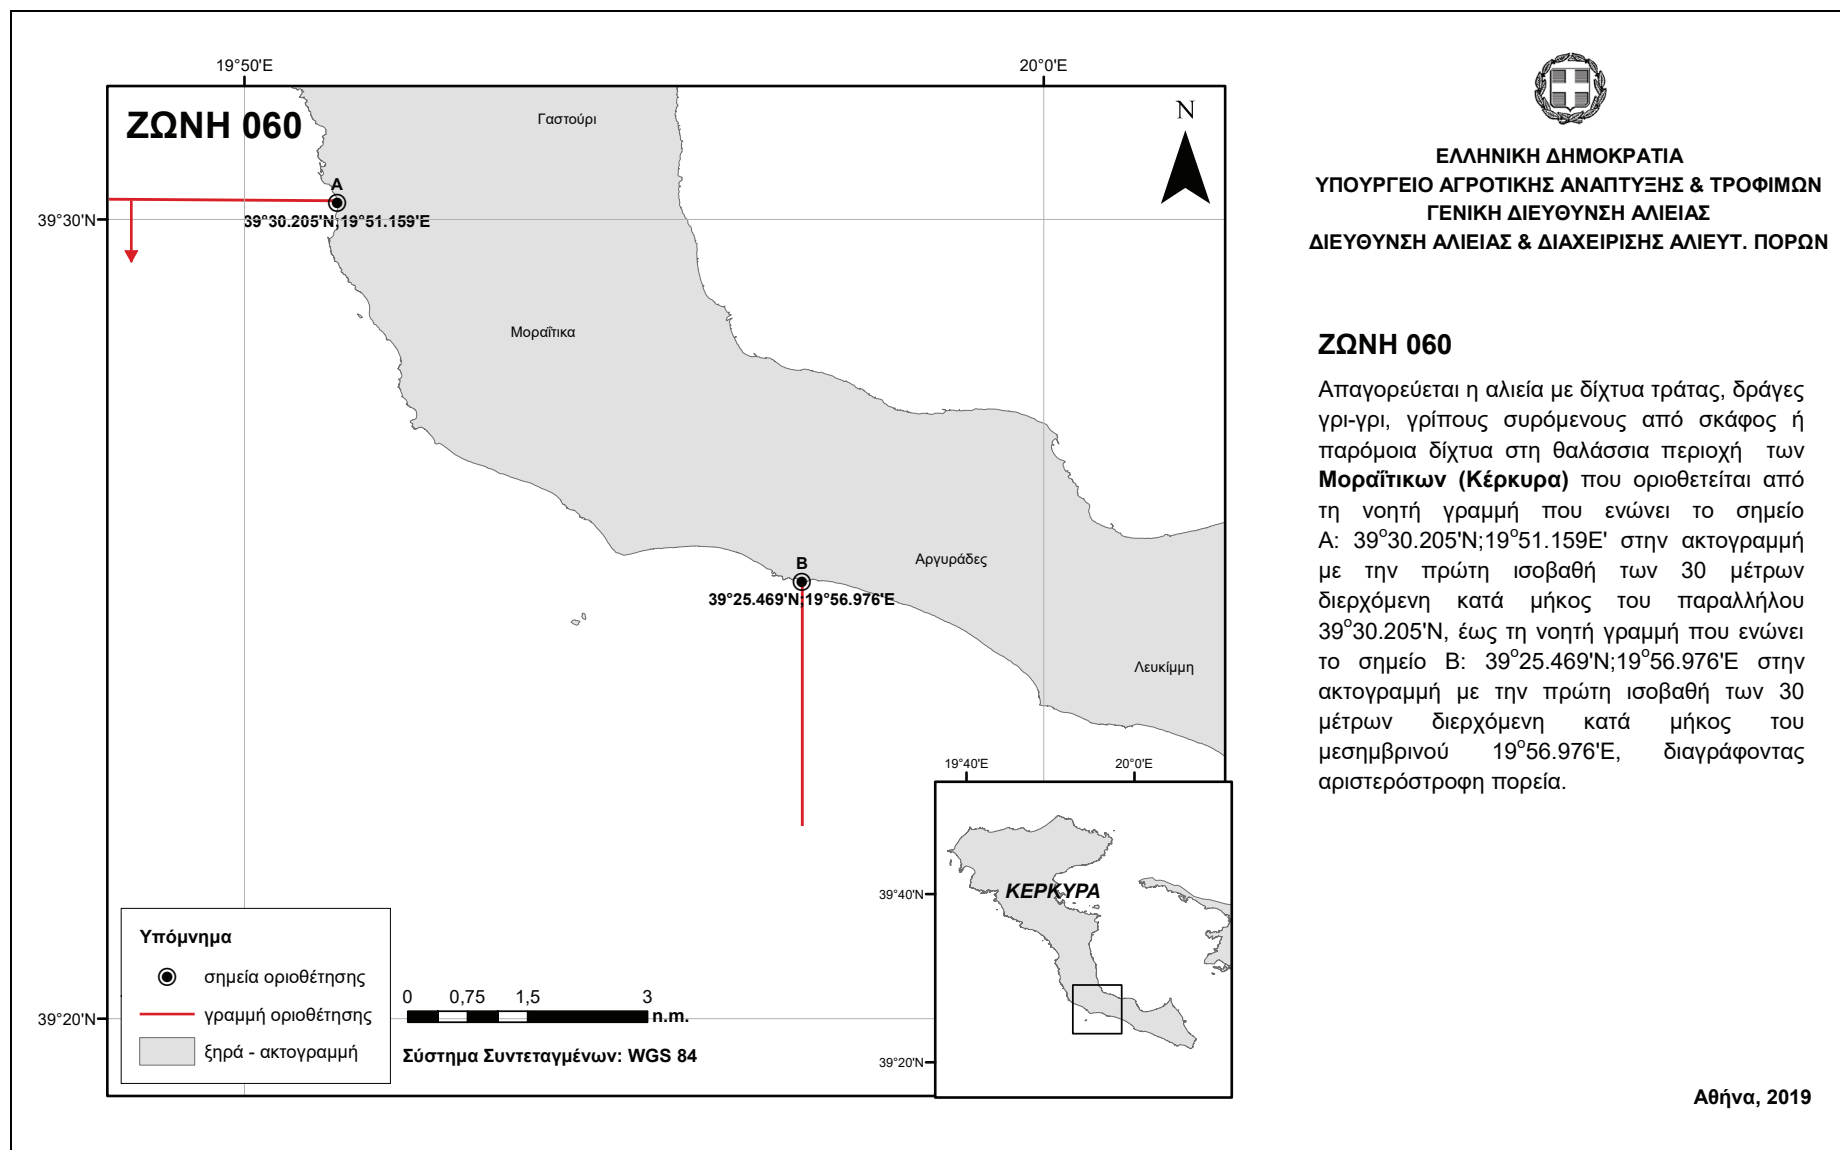 19°50'E
20°0'E
ΖΩΝΗ 060
Γαστούρι
N
A
39°30'N
39°30.205'N;19°51.159'E
Μοραΐτικα
Αργυράδες
B
39°25.469'N;19°56.976'E
Λευκίμμη
19°40'E
20°0'E
39°40'N
ΚΕΡΚΥΡΑ
39°20'N
Υπόμνημα
σημεία οριοθέτησης
γραμμή οριοθέτησης
ξηρά - ακτογραμμή
39°20'N
0 0,75 1,5 3
n.m.
Σύστημα Συντεταγμένων: WGS 84
ΕΛΛΗΝΙΚΗ ΔΗΜΟΚΡΑΤΙΑ
ΥΠΟΥΡΓΕΙΟ ΑΓΡΟΤΙΚΗΣ ΑΝΑΠΤΥΞΗΣ & ΤΡΟΦΙΜΩΝ
ΓΕΝΙΚΗ ΔΙΕΥΘΥΝΣΗ ΑΛΙΕΙΑΣ
ΔΙΕΥΘΥΝΣΗ ΑΛΙΕΙΑΣ & ΔΙΑΧΕΙΡΙΣΗΣ ΑΛΙΕΥΤ. ΠΟΡΩΝ
ΖΩΝΗ 060
Απαγορεύεται η αλιεία με δίχτυα τράτας, δράγες
γρι-γρι, γρίπους συρόμενους από σκάφος ή
παρόμοια δίχτυα στη θαλάσσια περιοχή των
Μοραΐτικων (Κέρκυρα) που οριοθετείται από
τη νοητή γραμμή που ενώνει το σημείο
Α: 39°30.205'Ν;19°51.159Ε' στην ακτογραμμή
με την πρώτη ισοβαθή των 30 μέτρων
διερχόμενη κατά μήκος του παραλλήλου
39°30.205'Ν, έως τη νοητή γραμμή που ενώνει
το σημείο Β: 39°25.469'Ν;19°56.976'Ε στην
ακτογραμμή με την πρώτη ισοβαθή των 30
μέτρων διερχόμενη κατά μήκος του
μεσημβρινού 19°56.976'Ε, διαγράφοντας
αριστερόστροφη πορεία.
Αθήνα, 2019